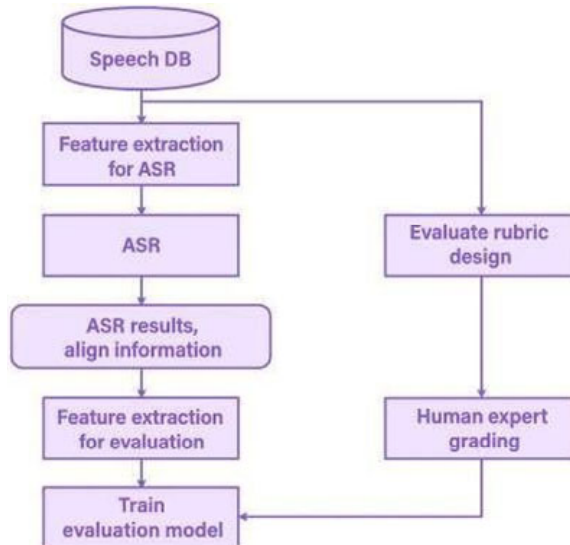 Speech DB
Feature extraction
for ASR
ASR
Evaluate rubric
design
ASR results,
align information
Feature extraction
for evaluation
Human expert
grading
Train
evaluation model